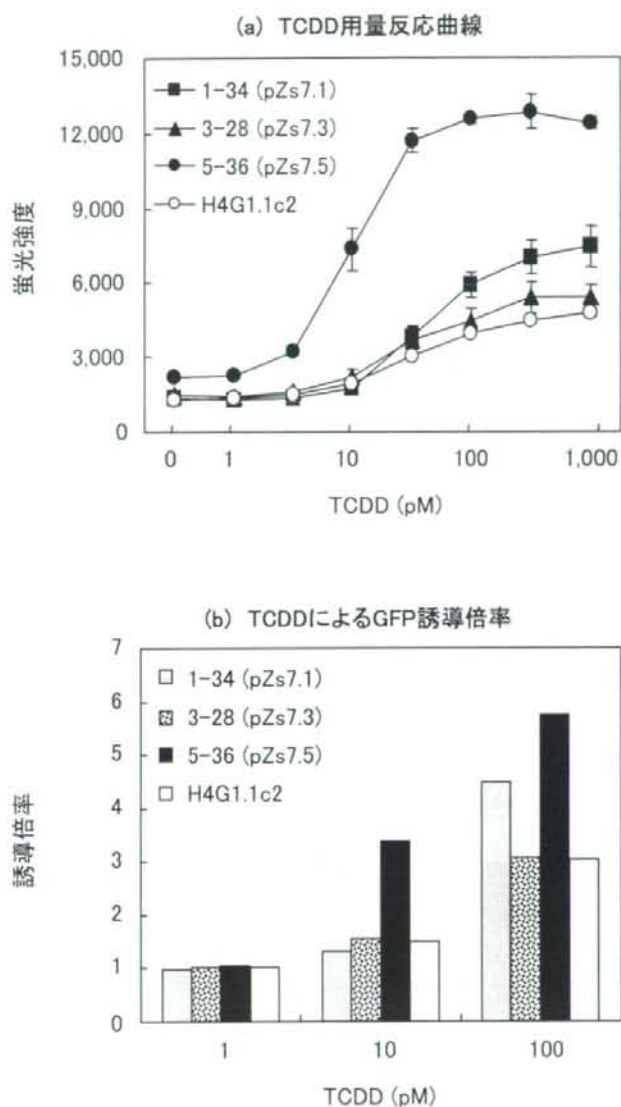 (a) TCDD用量反応曲線
15,000
12,000
9,000
6,000
3,000
0
蛍光強度
1-34 (pZs7.1)
3-28 (pZs7.3)
5-36 (pZs7.5)
H4G1.1c2
0 1 10 100 1,000
TCDD (pM)
(b) TCDDによるGFP誘導倍率
7
6
5
4
3
2
1
0
誘導倍率
1-34 (pZs7.1)
3-28 (pZs7.3)
5-36 (pZs7.5)
H4G1.1c2
1 10 100
TCDD (pM)